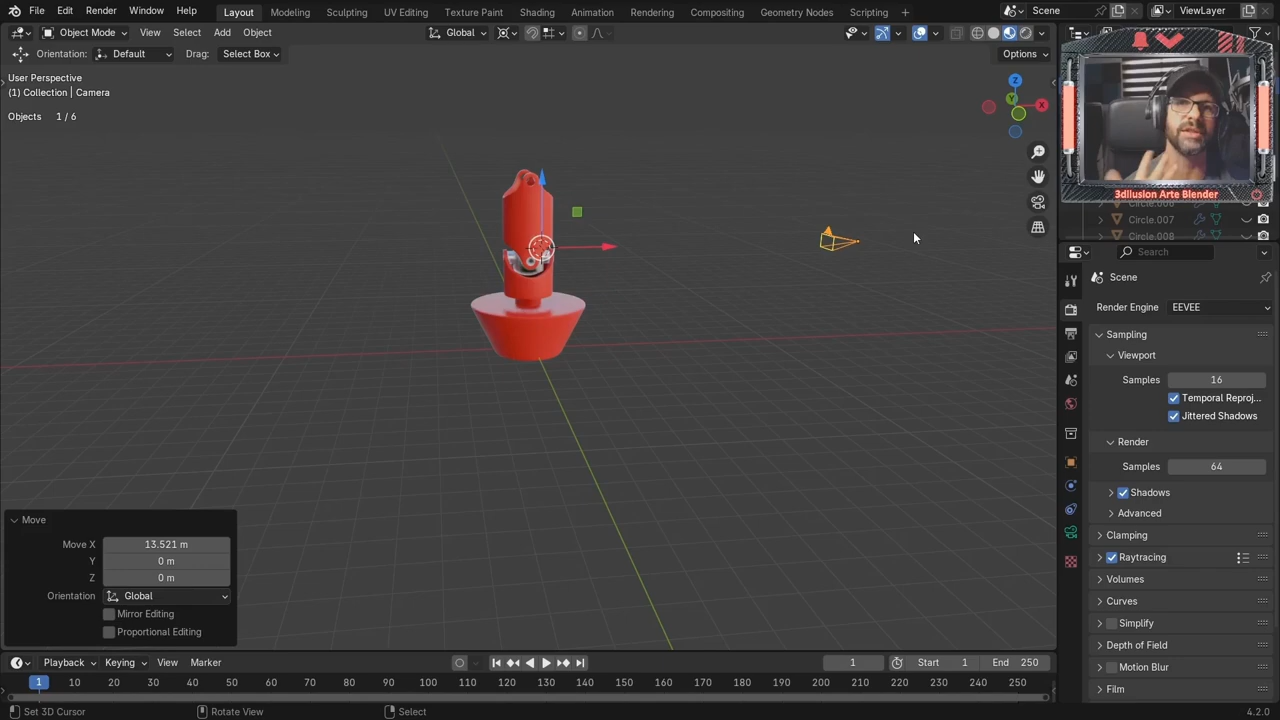 File Edit Render Window Help Layout Modeling Sculpting UV Editing Texture Paint Shading Animation Rendering Compositing Geometry Nodes Scripting + Scene ViewLayer
Object Mode View Select Add Object Global
Orientation: Default Drag: Select Box Options
User Perspective
(1) Collection | Camera
Objects 1 / 6
Z
Y
X
3dIlusion Arte Blender
Circle.007
Circle.008
Search
Scene
Render Engine EEVEE
Sampling
Viewport
Samples 16
Temporal Reproj...
Jittered Shadows
Render
Samples 64
Shadows
Advanced
Clamping
Raytracing
Volumes
Curves
Simplify
Depth of Field
Motion Blur
Film
Move
Move X 13.521 m
Y 0 m
Z 0 m
Orientation Global
Mirror Editing
Proportional Editing
Playback Keying View Marker 1 Start 1 End 250
1 10 20 30 40 50 60 70 80 90 100 110 120 130 140 150 160 170 180 190 200 210 220 230 240 250
Set 3D Cursor Rotate View Select 4.2.0